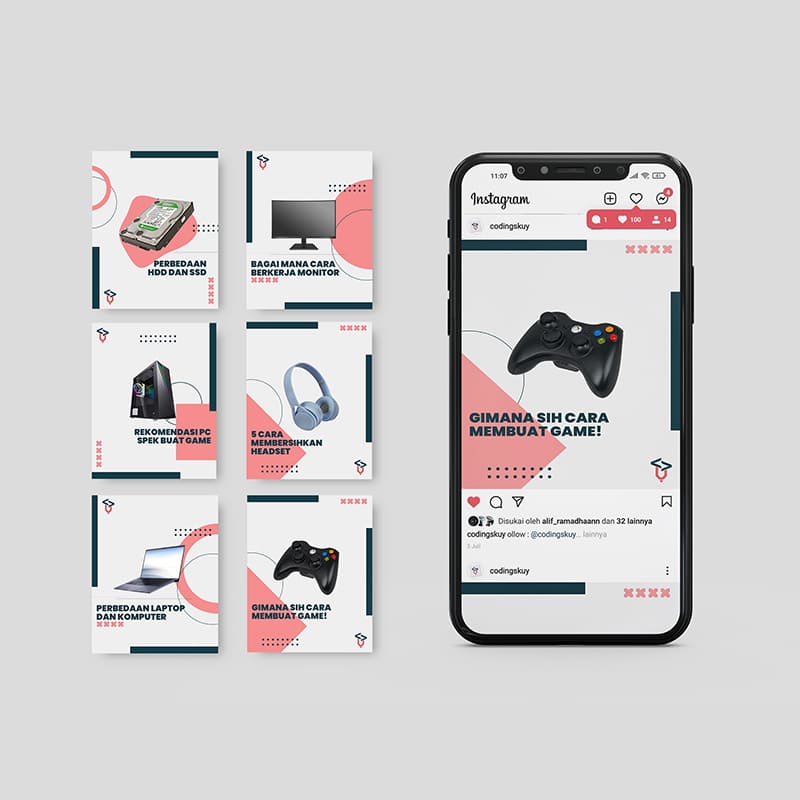 PERBEDAAN
HDD DAN SSD
BAGAI MANA CARA
BERKERJA MONITOR
REKOMENDASI PC
SPEK BUAT GAME
5 CARA
MEMBERSIHKAN
HEADSET
PERBEDAAN LAPTOP
DAN KOMPUTER
GIMANA SIH CARA
MEMBUAT GAME!
11:07
Instagram
4
1 100 14
codingskuy
GIMANA SIH CARA
MEMBUAT GAME!
Disukai oleh alif_ramadhaann dan 32 lainnya
codingskuy ollow : @codingskuy... lainnya
3 Juli
codingskuy